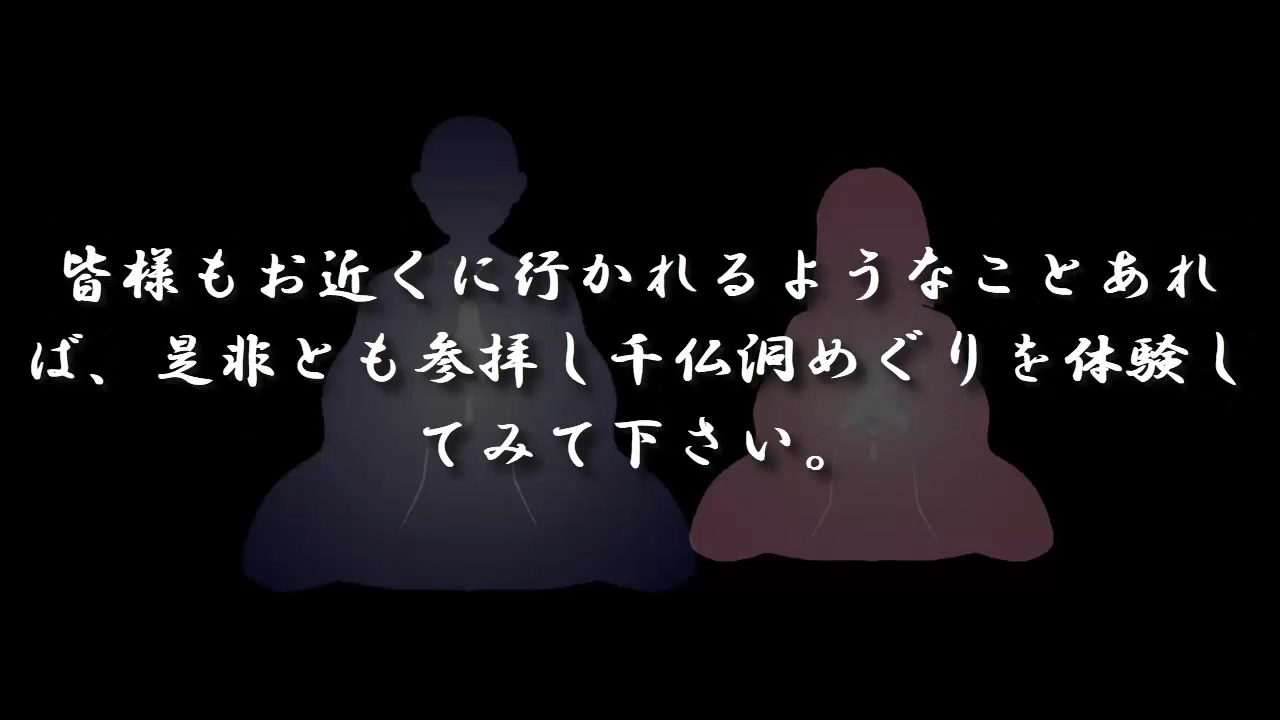 皆様もお近くに行かれるようなことあれ
ば、是非とも参拝し千仏洞めぐりを体験し
てみて下さい。